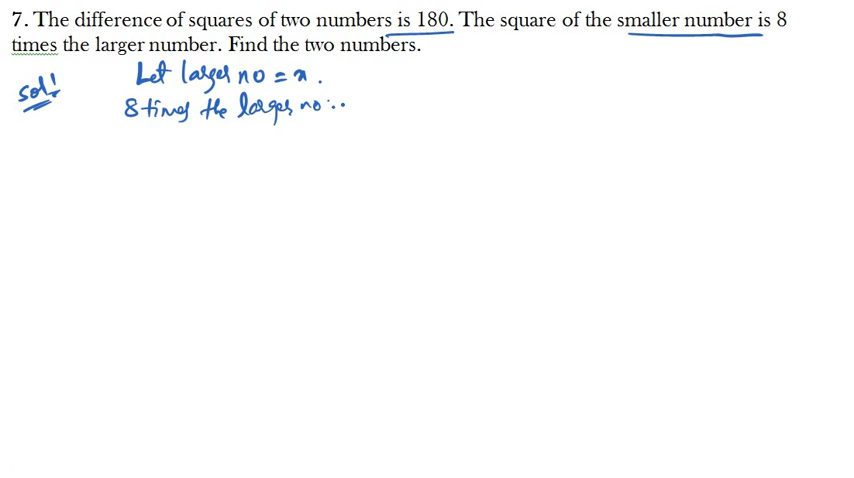 7. The difference of squares of two numbers is 180. The square of the smaller number is 8
times the larger number. Find the two numbers.
Sol: Let larger no = x.
8 times the larger no :..